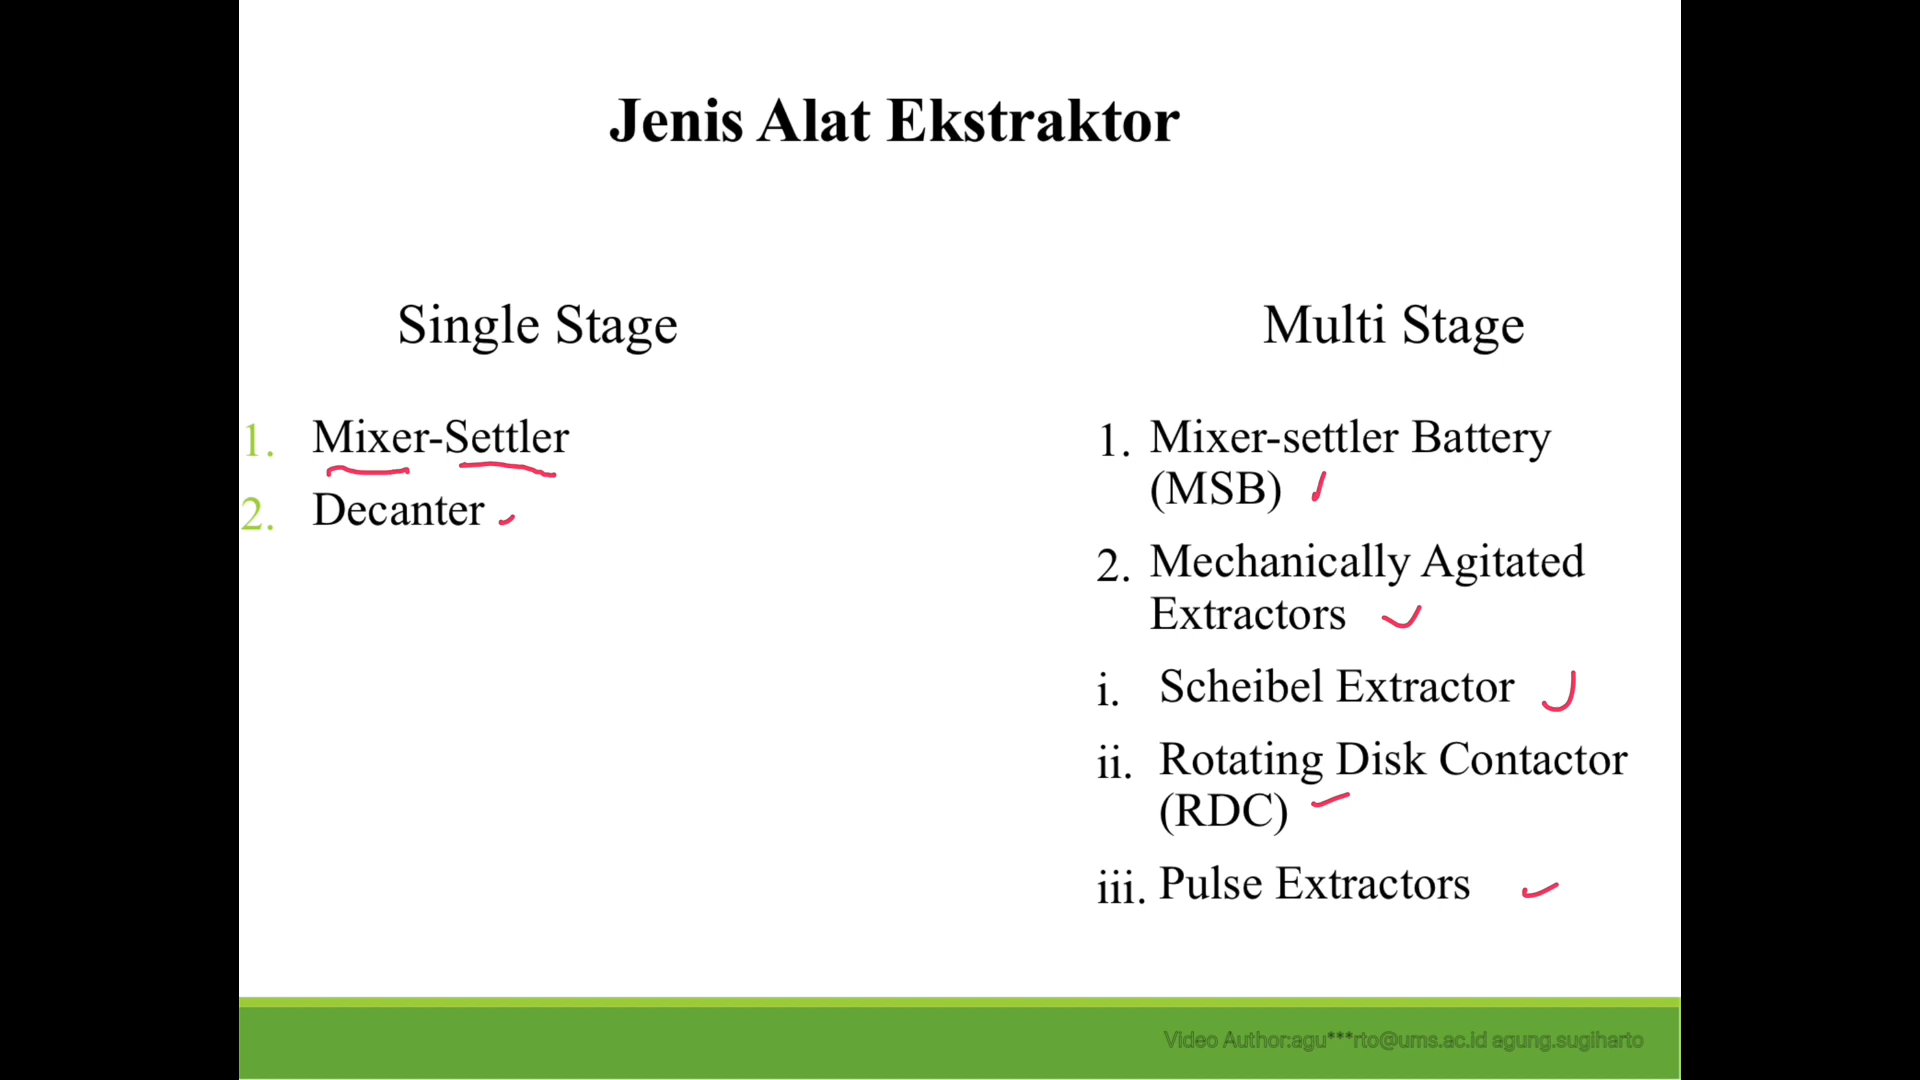 Jenis Alat Ekstraktor
Single Stage
1. Mixer-Settler
2. Decanter
Multi Stage
1. Mixer-settler Battery
(MSB)
2. Mechanically Agitated
Extractors
i. Scheibel Extractor
ii. Rotating Disk Contactor
(RDC)
iii. Pulse Extractors
Video Author:agu***rto@ums.ac.id agung.sugiharto